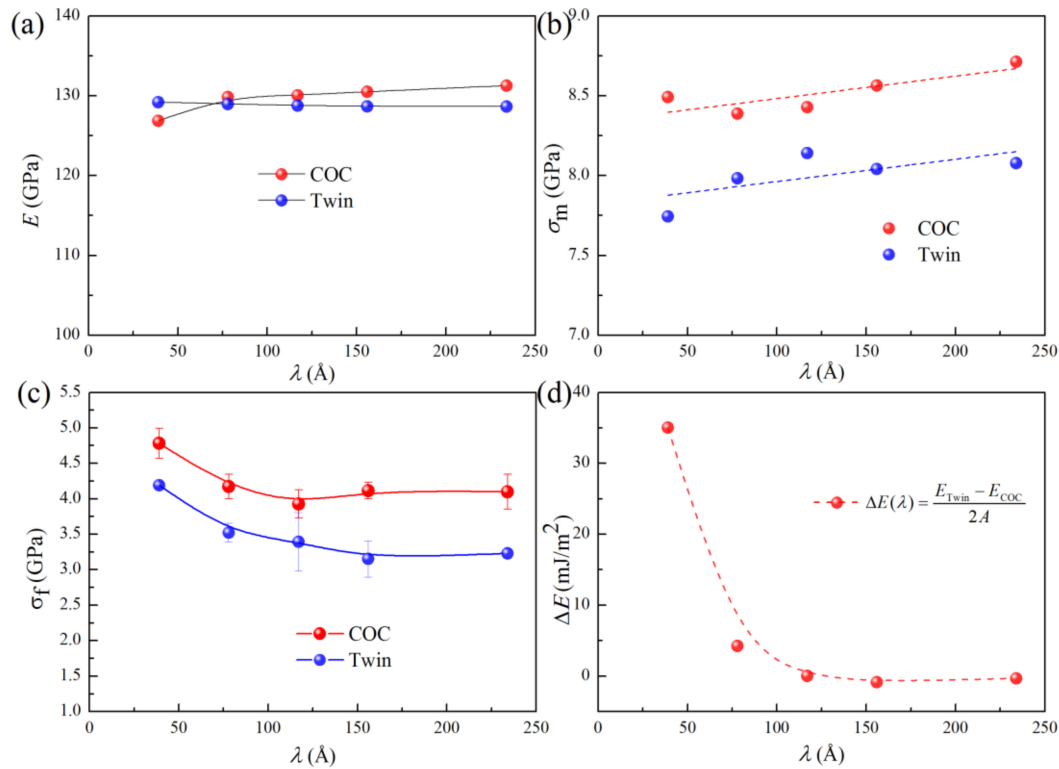 (a)
140
130
120
110
100
E (GPa)
COC
Twin
0 50 100 150 200 250
λ (Å)
(b)
9.0
8.5
8.0
7.5
7.0
σm (GPa)
COC
Twin
0 50 100 150 200 250
λ (Å)
(c)
5.5
5.0
4.5
4.0
3.5
3.0
2.5
2.0
1.5
1.0
σf (GPa)
COC
Twin
0 50 100 150 200 250
λ (Å)
(d)
40
30
20
10
0
ΔE (mJ/m²)
ΔE(λ) = (E_Twin − E_COC) / 2A
0 50 100 150 200 250
λ (Å)